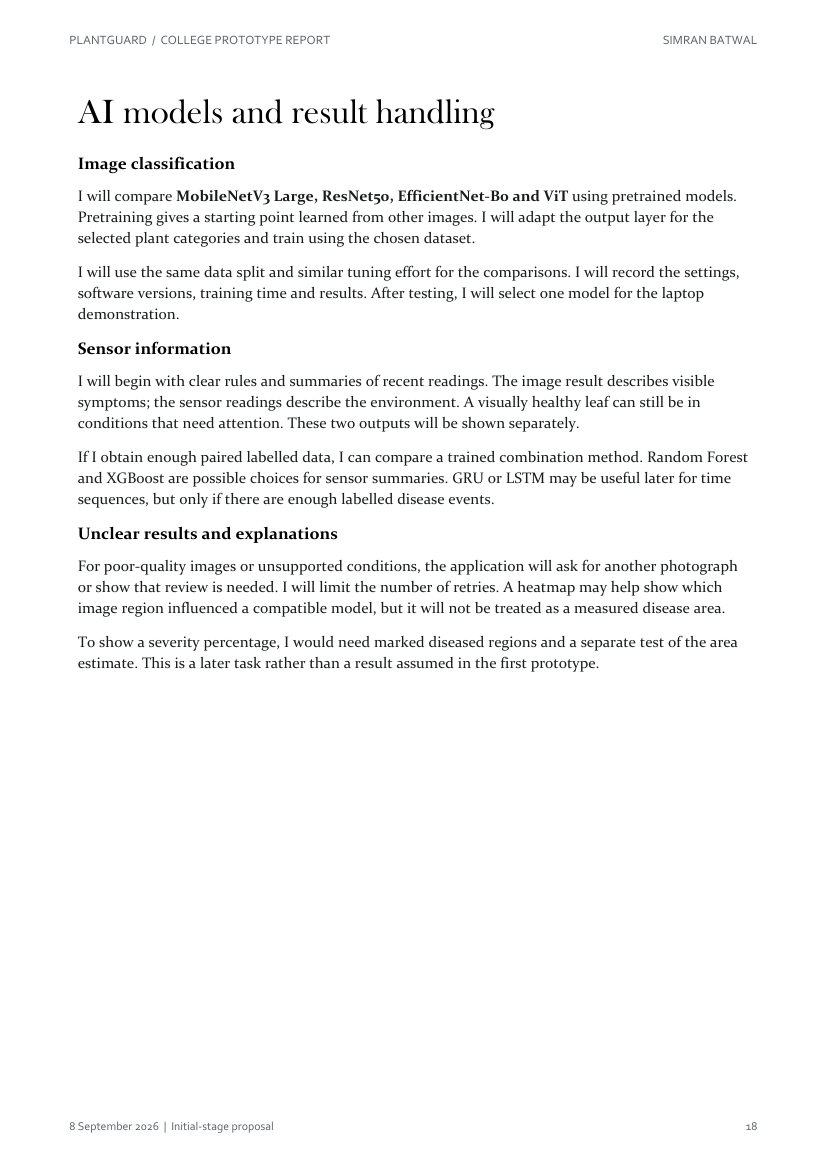 PLANTGUARD / COLLEGE PROTOTYPE REPORT
SIMRAN BATWAL
AI models and result handling
Image classification
I will compare MobileNetV3 Large, ResNet50, EfficientNet-B0 and ViT using pretrained models.
Pretraining gives a starting point learned from other images. I will adapt the output layer for the
selected plant categories and train using the chosen dataset.
I will use the same data split and similar tuning effort for the comparisons. I will record the settings,
software versions, training time and results. After testing, I will select one model for the laptop
demonstration.
Sensor information
I will begin with clear rules and summaries of recent readings. The image result describes visible
symptoms; the sensor readings describe the environment. A visually healthy leaf can still be in
conditions that need attention. These two outputs will be shown separately.
If I obtain enough paired labelled data, I can compare a trained combination method. Random Forest
and XGBoost are possible choices for sensor summaries. GRU or LSTM may be useful later for time
sequences, but only if there are enough labelled disease events.
Unclear results and explanations
For poor-quality images or unsupported conditions, the application will ask for another photograph
or show that review is needed. I will limit the number of retries. A heatmap may help show which
image region influenced a compatible model, but it will not be treated as a measured disease area.
To show a severity percentage, I would need marked diseased regions and a separate test of the area
estimate. This is a later task rather than a result assumed in the first prototype.
8 September 2026 | Initial-stage proposal
18